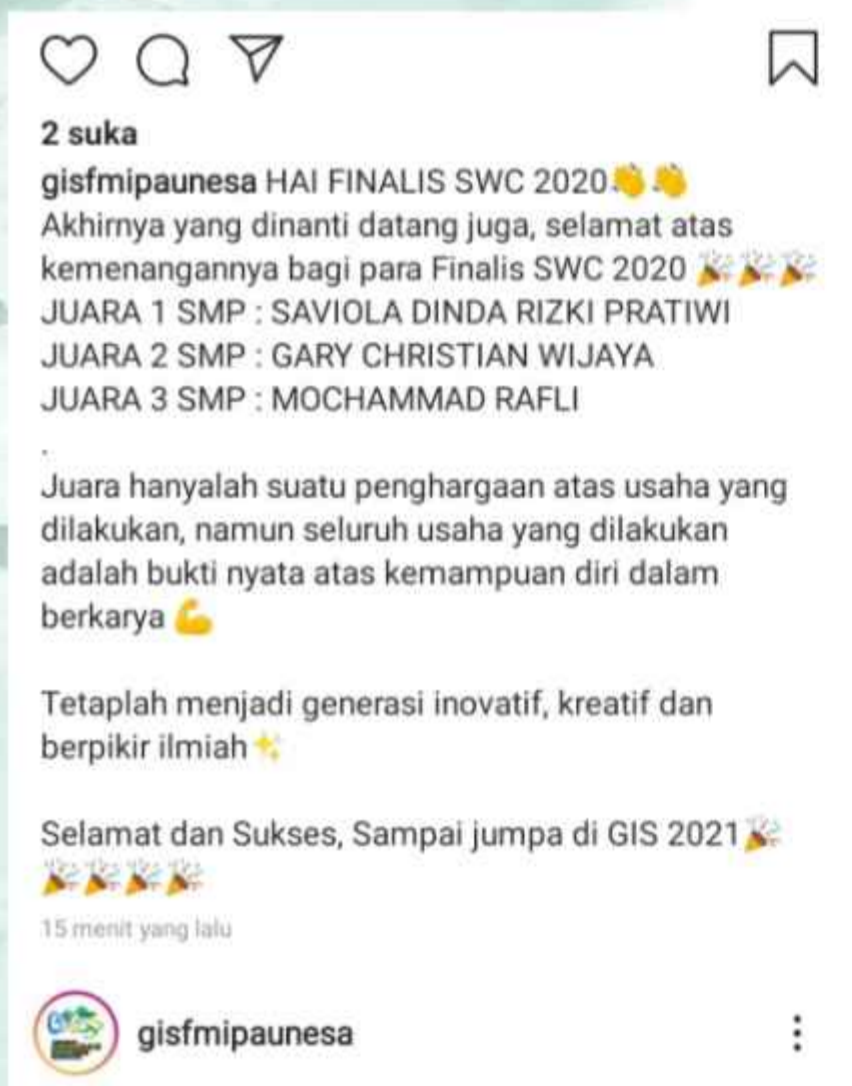 2 suka
gisfmipaunesa HAI FINALIS SWC 2020👏👏
Akhirnya yang dinanti datang juga, selamat atas
kemenangannya bagi para Finalis SWC 2020 🎉🎉🎉
JUARA 1 SMP : SAVIOLA DINDA RIZKI PRATIWI
JUARA 2 SMP : GARY CHRISTIAN WIJAYA
JUARA 3 SMP : MOCHAMMAD RAFLI
.
Juara hanyalah suatu penghargaan atas usaha yang
dilakukan, namun seluruh usaha yang dilakukan
adalah bukti nyata atas kemampuan diri dalam
berkarya 💪
Tetaplah menjadi generasi inovatif, kreatif dan
berpikir ilmiah✨
Selamat dan Sukses, Sampai jumpa di GIS 2021🎉
🎉🎉🎉🎉
15 menit yang lalu
gisfmipaunesa